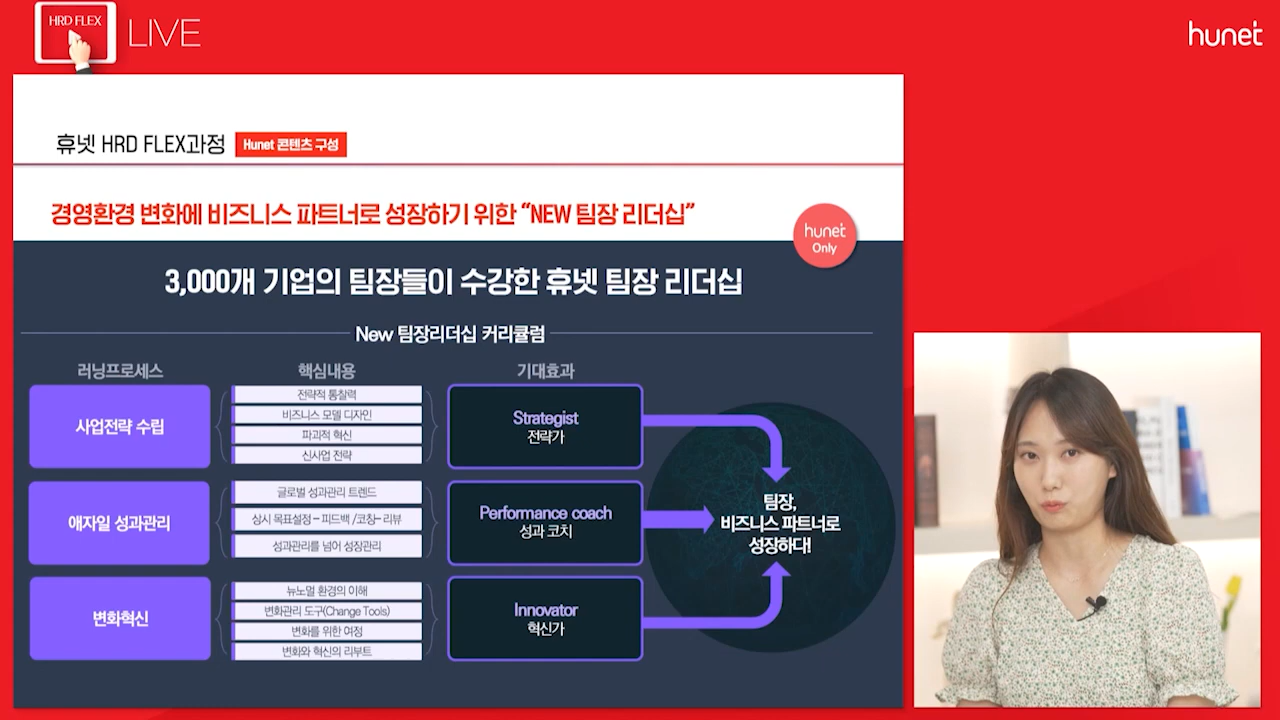 HRD FLEX
LIVE
hunet
휴넷 HRD FLEX과정
Hunet 콘텐츠 구성
경영환경 변화에 비즈니스 파트너로 성장하기 위한 “NEW 팀장 리더십”
hunet
Only
3,000개 기업의 팀장들이 수강한 휴넷 팀장 리더십
New 팀장리더십 커리큘럼
러닝프로세스
핵심내용
기대효과
사업전략 수립
전략적 통찰력
비즈니스 모델 디자인
파괴적 혁신
신사업 전략
Strategist
전략가
애자일 성과관리
글로벌 성과관리 트렌드
상시 목표설정 – 피드백 /코칭– 리뷰
성과관리를 넘어 성장관리
Performance coach
성과 코치
변화혁신
뉴노멀 환경의 이해
변화관리 도구(Change Tools)
변화를 위한 여정
변화와 혁신의 리부트
Innovator
혁신가
팀장,
비즈니스 파트너로
성장하다!